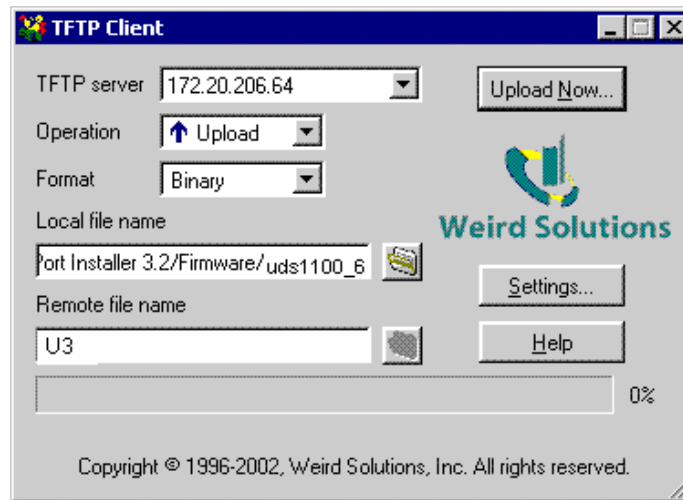 TFTP Client
TFTP server 172.20.206.64 Upload Now...
Operation Upload
Format Binary
Weird Solutions
Local file name
Port Installer 3.2/Firmware/uds1100_6
Settings...
Remote file name
U3 Help
0%
Copyright © 1996-2002, Weird Solutions, Inc. All rights reserved.